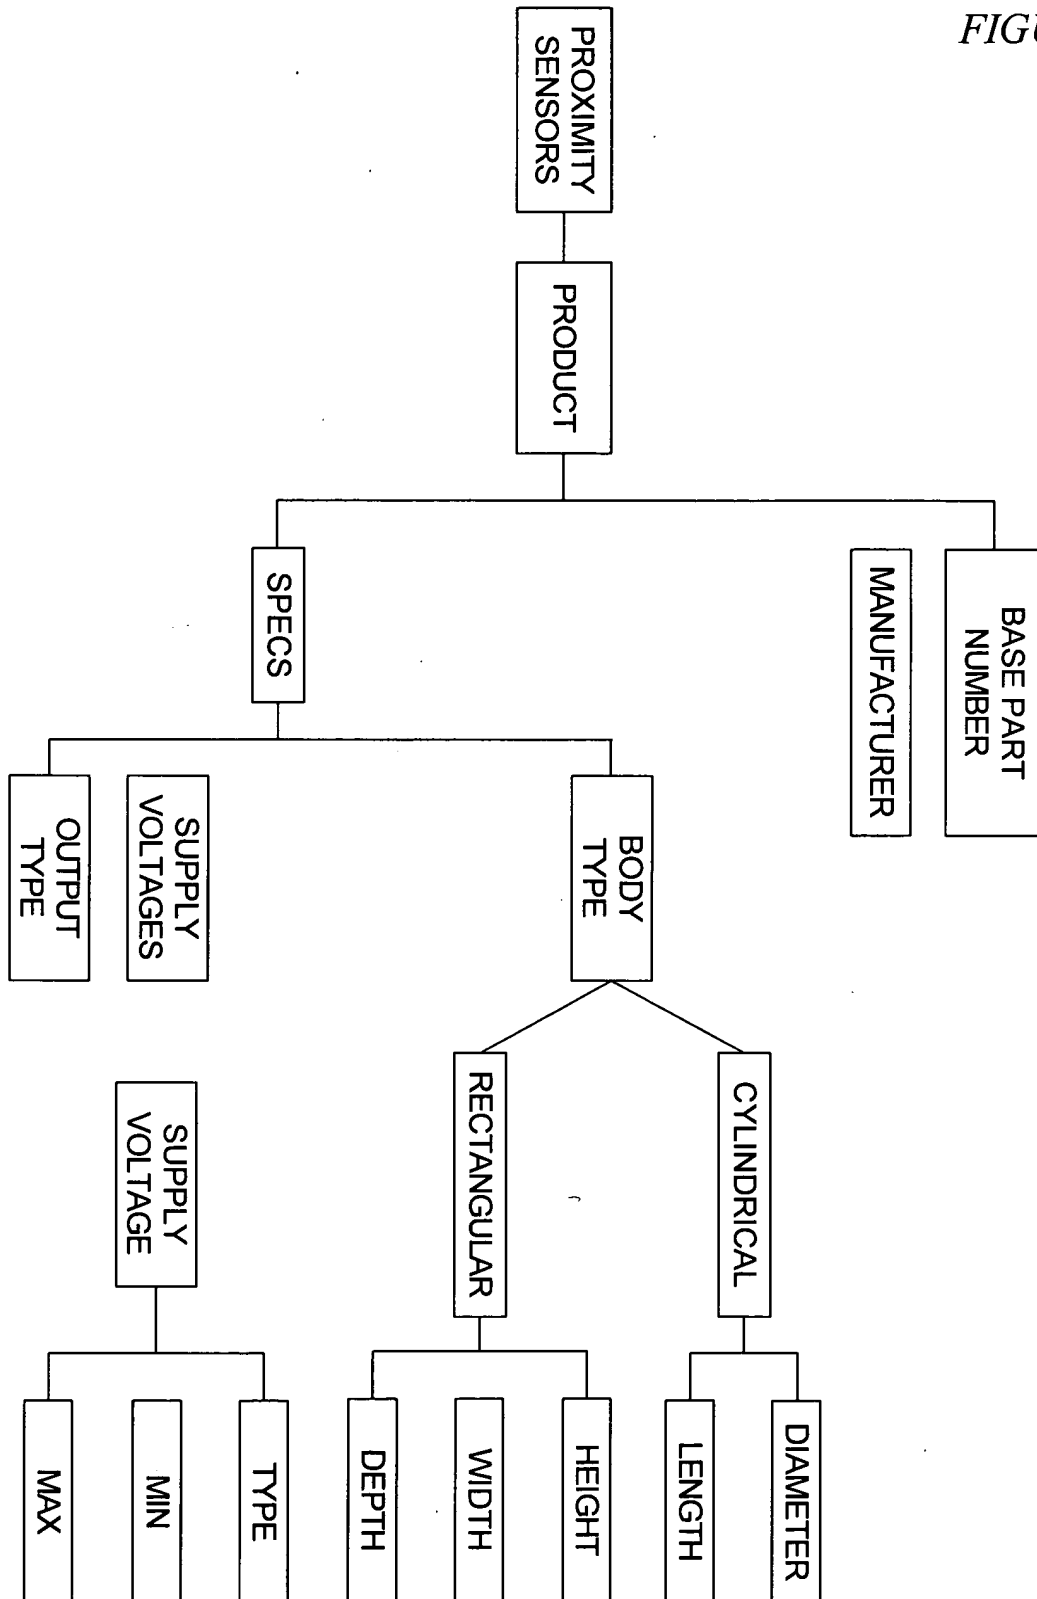 FIGU
PROXIMITY
SENSORS
PRODUCT
BASE PART
NUMBER
MANUFACTURER
SPECS
BODY
TYPE
SUPPLY
VOLTAGES
OUTPUT
TYPE
CYLINDRICAL
RECTANGULAR
SUPPLY
VOLTAGE
DIAMETER
LENGTH
HEIGHT
WIDTH
DEPTH
TYPE
MIN
MAX